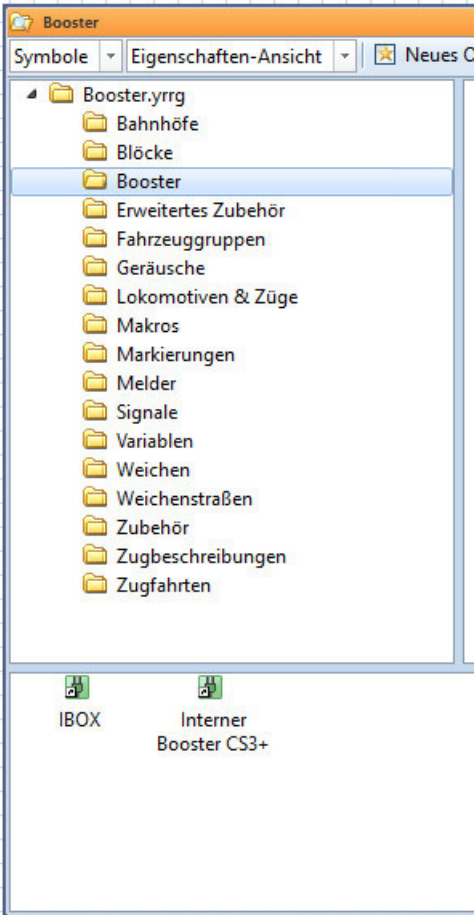 Booster
Symbole Eigenschaften-Ansicht Neues O
Booster.yrrg
Bahnhöfe
Blöcke
Booster
Erweitertes Zubehör
Fahrzeuggruppen
Geräusche
Lokomotiven & Züge
Makros
Markierungen
Melder
Signale
Variablen
Weichen
Weichenstraßen
Zubehör
Zugbeschreibungen
Zugfahrten
IBOX
Interner
Booster CS3+